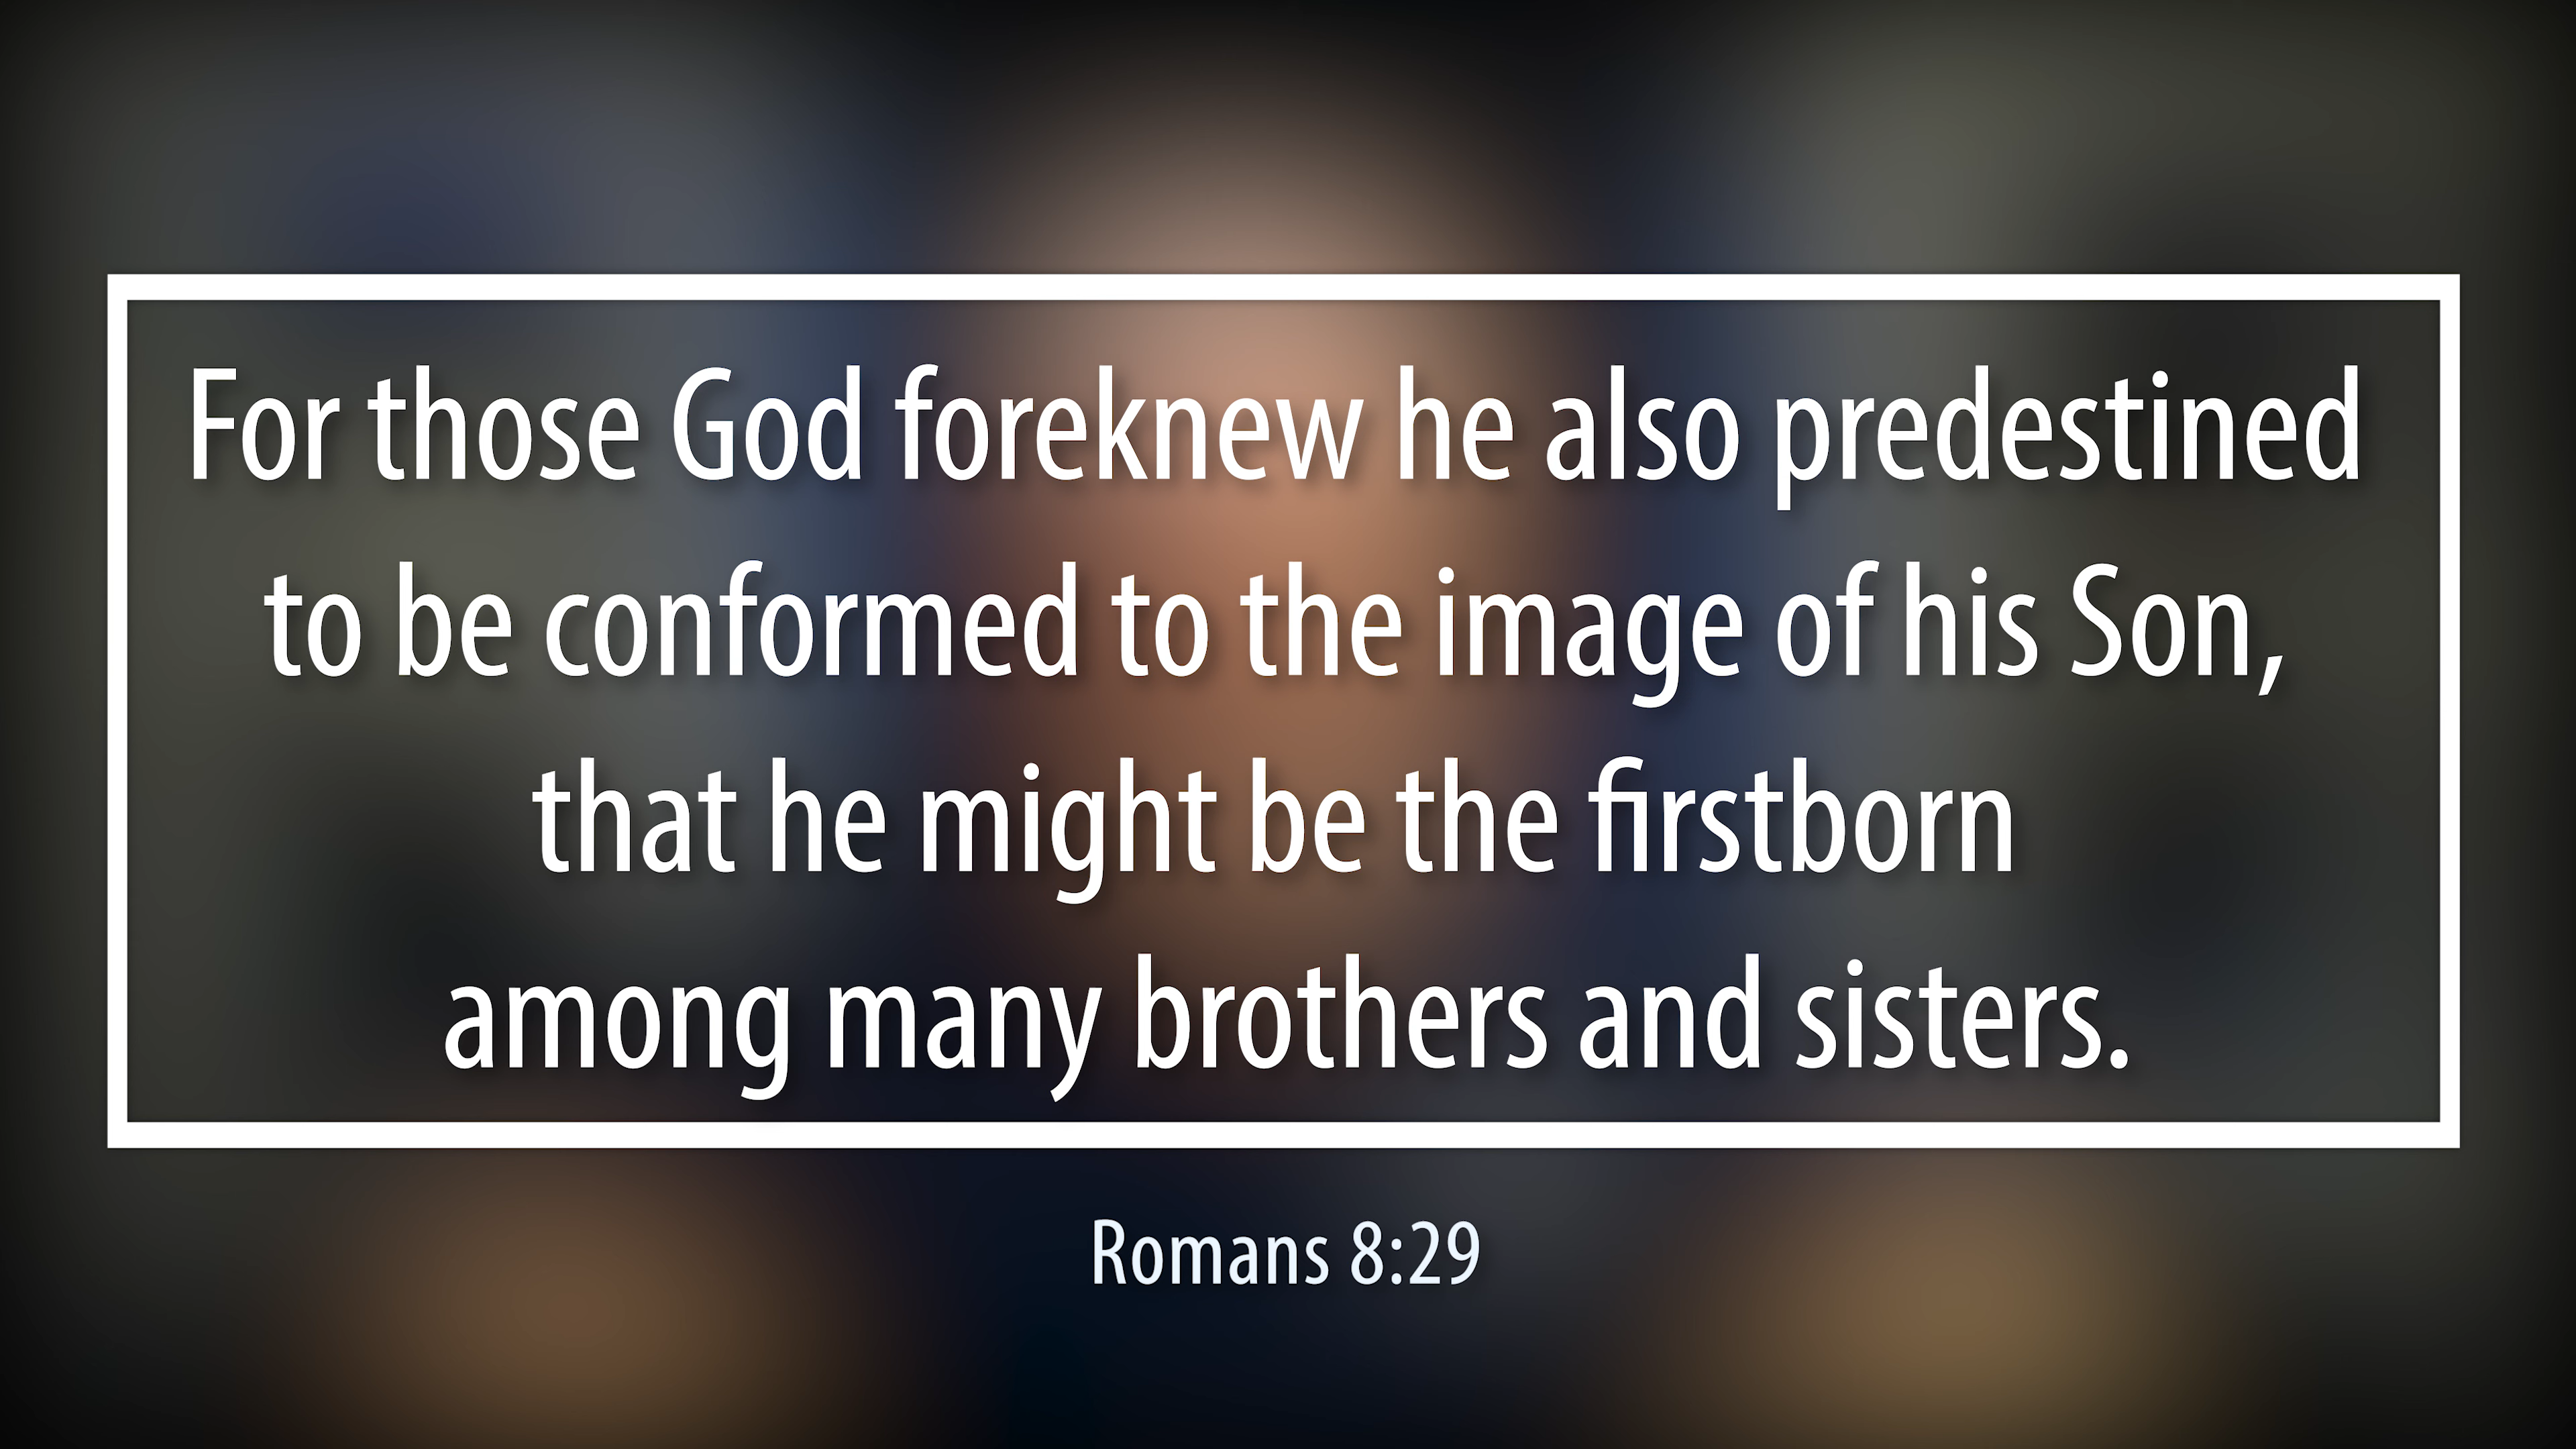 For those God foreknew he also predestined
to be conformed to the image of his Son,
that he might be the firstborn
among many brothers and sisters.
Romans 8:29